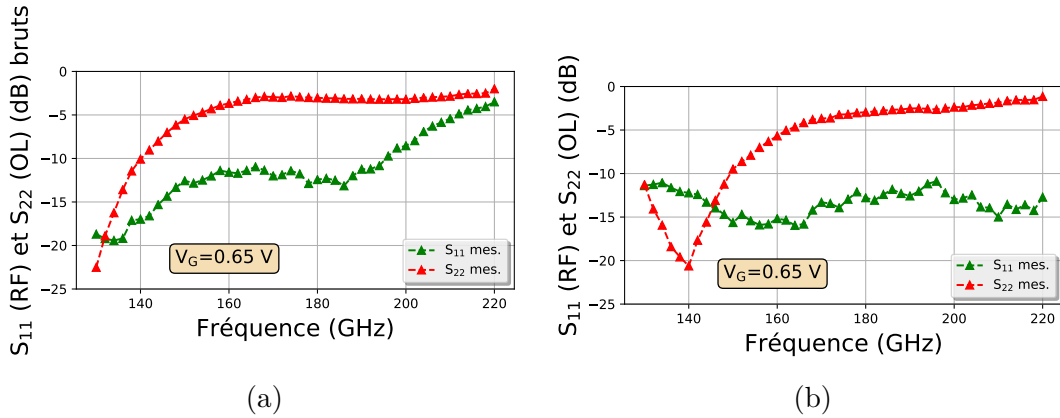 S₁₁ (RF) et S₂₂ (OL) (dB) bruts
0
−5
−10
−15
−20
−25
140
160
180
200
220
Fréquence (GHz)
V_G=0.65 V
S₁₁ mes.
S₂₂ mes.
(a)
S₁₁ (RF) et S₂₂ (OL) (dB)
0
−5
−10
−15
−20
−25
140
160
180
200
220
Fréquence (GHz)
V_G=0.65 V
S₁₁ mes.
S₂₂ mes.
(b)